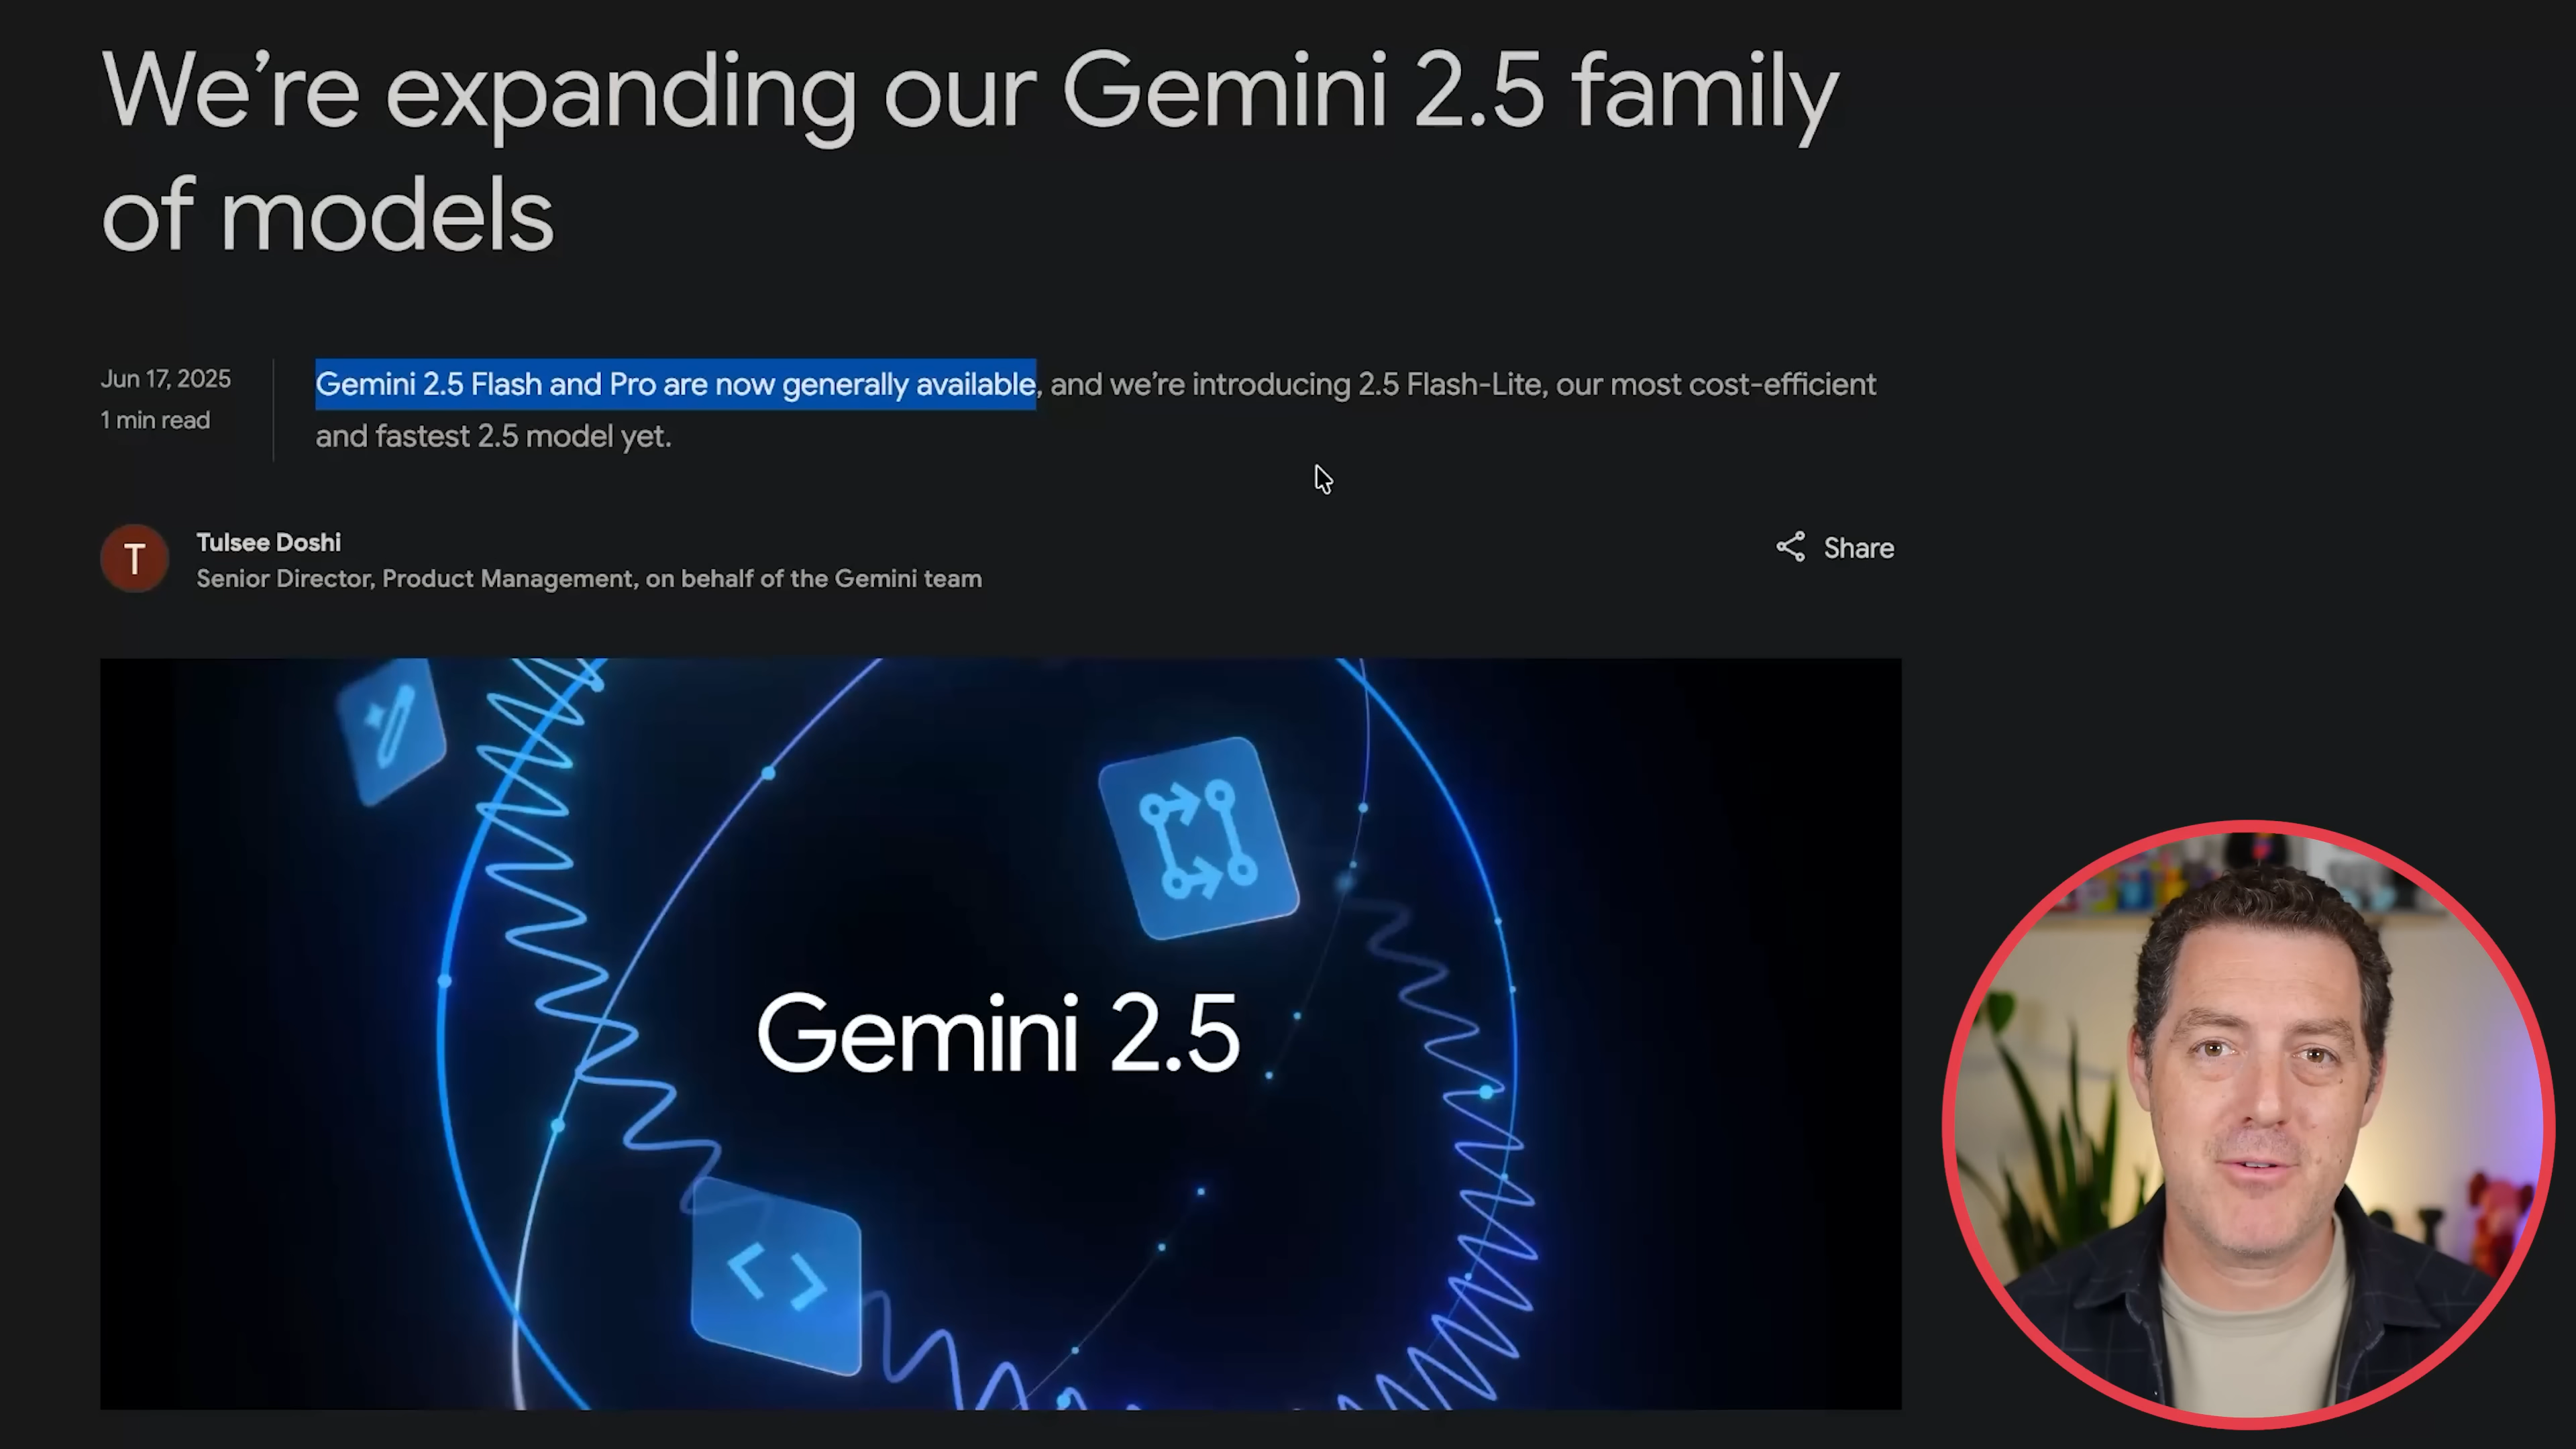 We’re expanding our Gemini 2.5 family
of models
Jun 17, 2025
1 min read
Gemini 2.5 Flash and Pro are now generally available, and we’re introducing 2.5 Flash-Lite, our most cost-efficient
and fastest 2.5 model yet.
T
Tulsee Doshi
Senior Director, Product Management, on behalf of the Gemini team
Share
Gemini 2.5